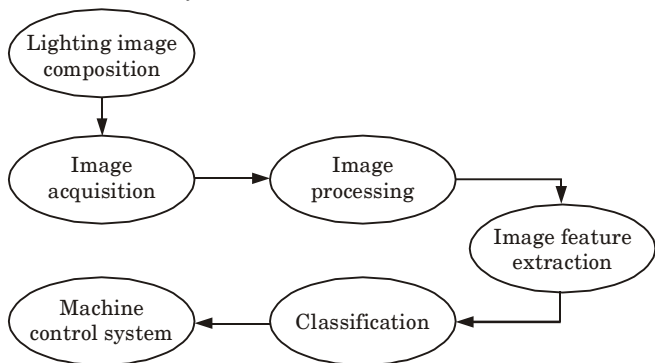 Lighting image
composition
Image
acquisition
Image
processing
Image feature
extraction
Classification
Machine
control system